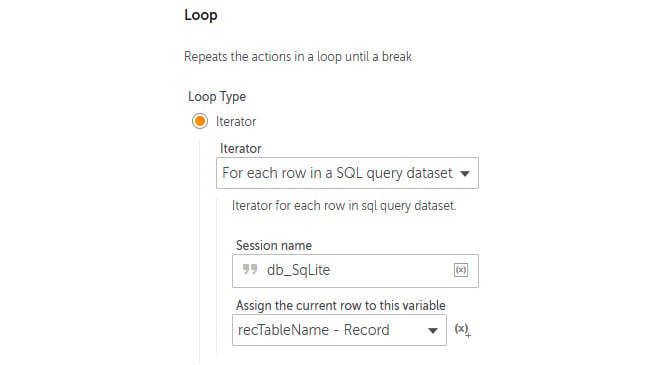 Loop
Repeats the actions in a loop until a break
Loop Type
Iterator
Iterator
For each row in a SQL query dataset
Iterator for each row in sql query dataset.
Session name
db_SqLite (x)
Assign the current row to this variable
recTableName - Record (x)+